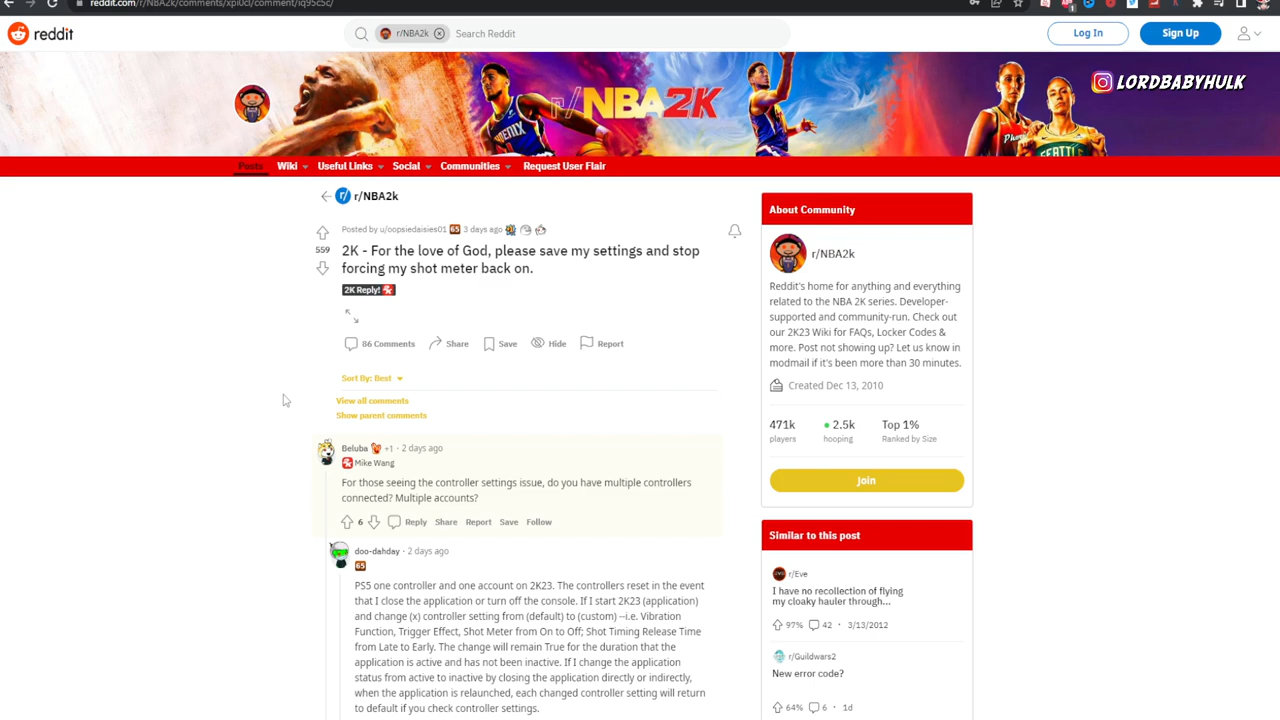 reddit.com/r/NBA2k/comments/xpi0cl/comment/iq95c5c/
reddit
r/NBA2k
Search Reddit
Log In
Sign Up
LORDBABYHULK
r/NBA2K
PHOENIX
SEATTLE
Posts
Wiki
Useful Links
Social
Communities
Request User Flair
r/NBA2k
Posted by u/oopsiedaisies01 65 3 days ago
559
2K - For the love of God, please save my settings and stop
forcing my shot meter back on.
2K Reply!
86 Comments
Share
Save
Hide
Report
Sort By: Best
View all comments
Show parent comments
Beluba +1 · 2 days ago
Mike Wang
For those seeing the controller settings issue, do you have multiple controllers
connected? Multiple accounts?
6 Reply Share Report Save Follow
doo-dahday · 2 days ago
65
PS5 one controller and one account on 2K23. The controllers reset in the event
that I close the application or turn off the console. If I start 2K23 (application)
and change (x) controller setting from (default) to (custom) --i.e. Vibration
Function, Trigger Effect, Shot Meter from On to Off; Shot Timing Release Time
from Late to Early. The change will remain True for the duration that the
application is active and has not been inactive. If I change the application
status from active to inactive by closing the application directly or indirectly,
when the application is relaunched, each changed controller setting will return
to default if you check controller settings.
About Community
r/NBA2k
Reddit's home for anything and everything
related to the NBA 2K series. Developer-
supported and community-run. Check out
our 2K23 Wiki for FAQs, Locker Codes &
more. Post not showing up? Let us know in
modmail if it's been more than 30 minutes.
Created Dec 13, 2010
471k
players
2.5k
hooping
Top 1%
Ranked by Size
Join
Similar to this post
r/Eve
I have no recollection of flying
my cloaky hauler through...
97% 42 · 3/13/2012
r/Guildwars2
New error code?
64% 6 · 1d